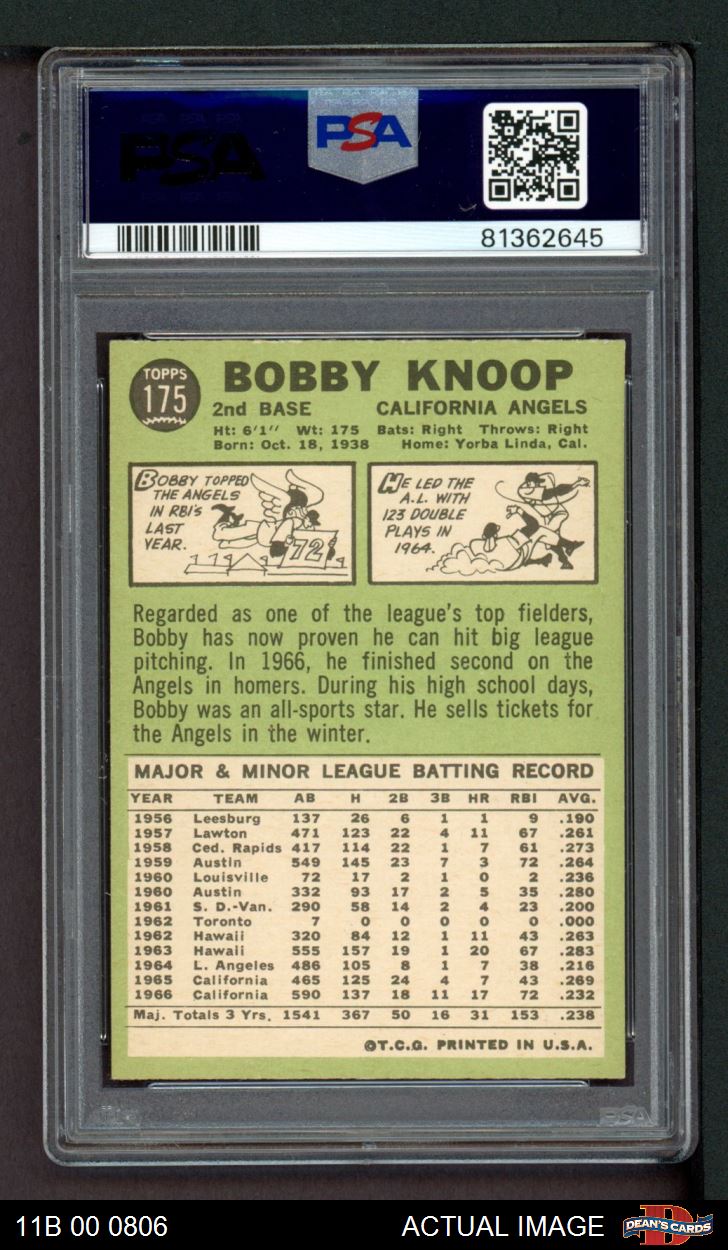 PSA
PSA
81362645
TOPPS
175
BOBBY KNOOP
2nd BASE CALIFORNIA ANGELS
Ht: 6'1" Wt: 175 Bats: Right Throws: Right
Born: Oct. 18, 1938 Home: Yorba Linda, Cal.
BOBBY TOPPED
THE ANGELS
IN RBI'S
LAST
YEAR.
72
HE LED THE
A.L. WITH
123 DOUBLE
PLAYS IN
1964.
Regarded as one of the league's top fielders,
Bobby has now proven he can hit big league
pitching. In 1966, he finished second on the
Angels in homers. During his high school days,
Bobby was an all-sports star. He sells tickets for
the Angels in the winter.
MAJOR & MINOR LEAGUE BATTING RECORD
YEAR TEAM AB H 2B 3B HR RBI AVG.
1956 Leesburg 137 26 6 1 1 9 .190
1957 Lawton 471 123 22 4 11 67 .261
1958 Ced. Rapids 417 114 22 1 7 61 .273
1959 Austin 549 145 23 7 3 72 .264
1960 Louisville 72 17 2 1 0 2 .236
1960 Austin 332 93 17 2 5 35 .280
1961 S. D.-Van. 290 58 14 2 4 23 .200
1962 Toronto 7 0 0 0 0 0 .000
1962 Hawaii 320 84 12 1 11 43 .263
1963 Hawaii 555 157 19 1 20 67 .283
1964 L. Angeles 486 105 8 1 7 38 .216
1965 California 465 125 24 4 7 43 .269
1966 California 590 137 18 11 17 72 .232
Maj. Totals 3 Yrs. 1541 367 50 16 31 153 .238
©T.C.G. PRINTED IN U.S.A.
PSA
11B 00 0806 ACTUAL IMAGE DEAN'S CARDS